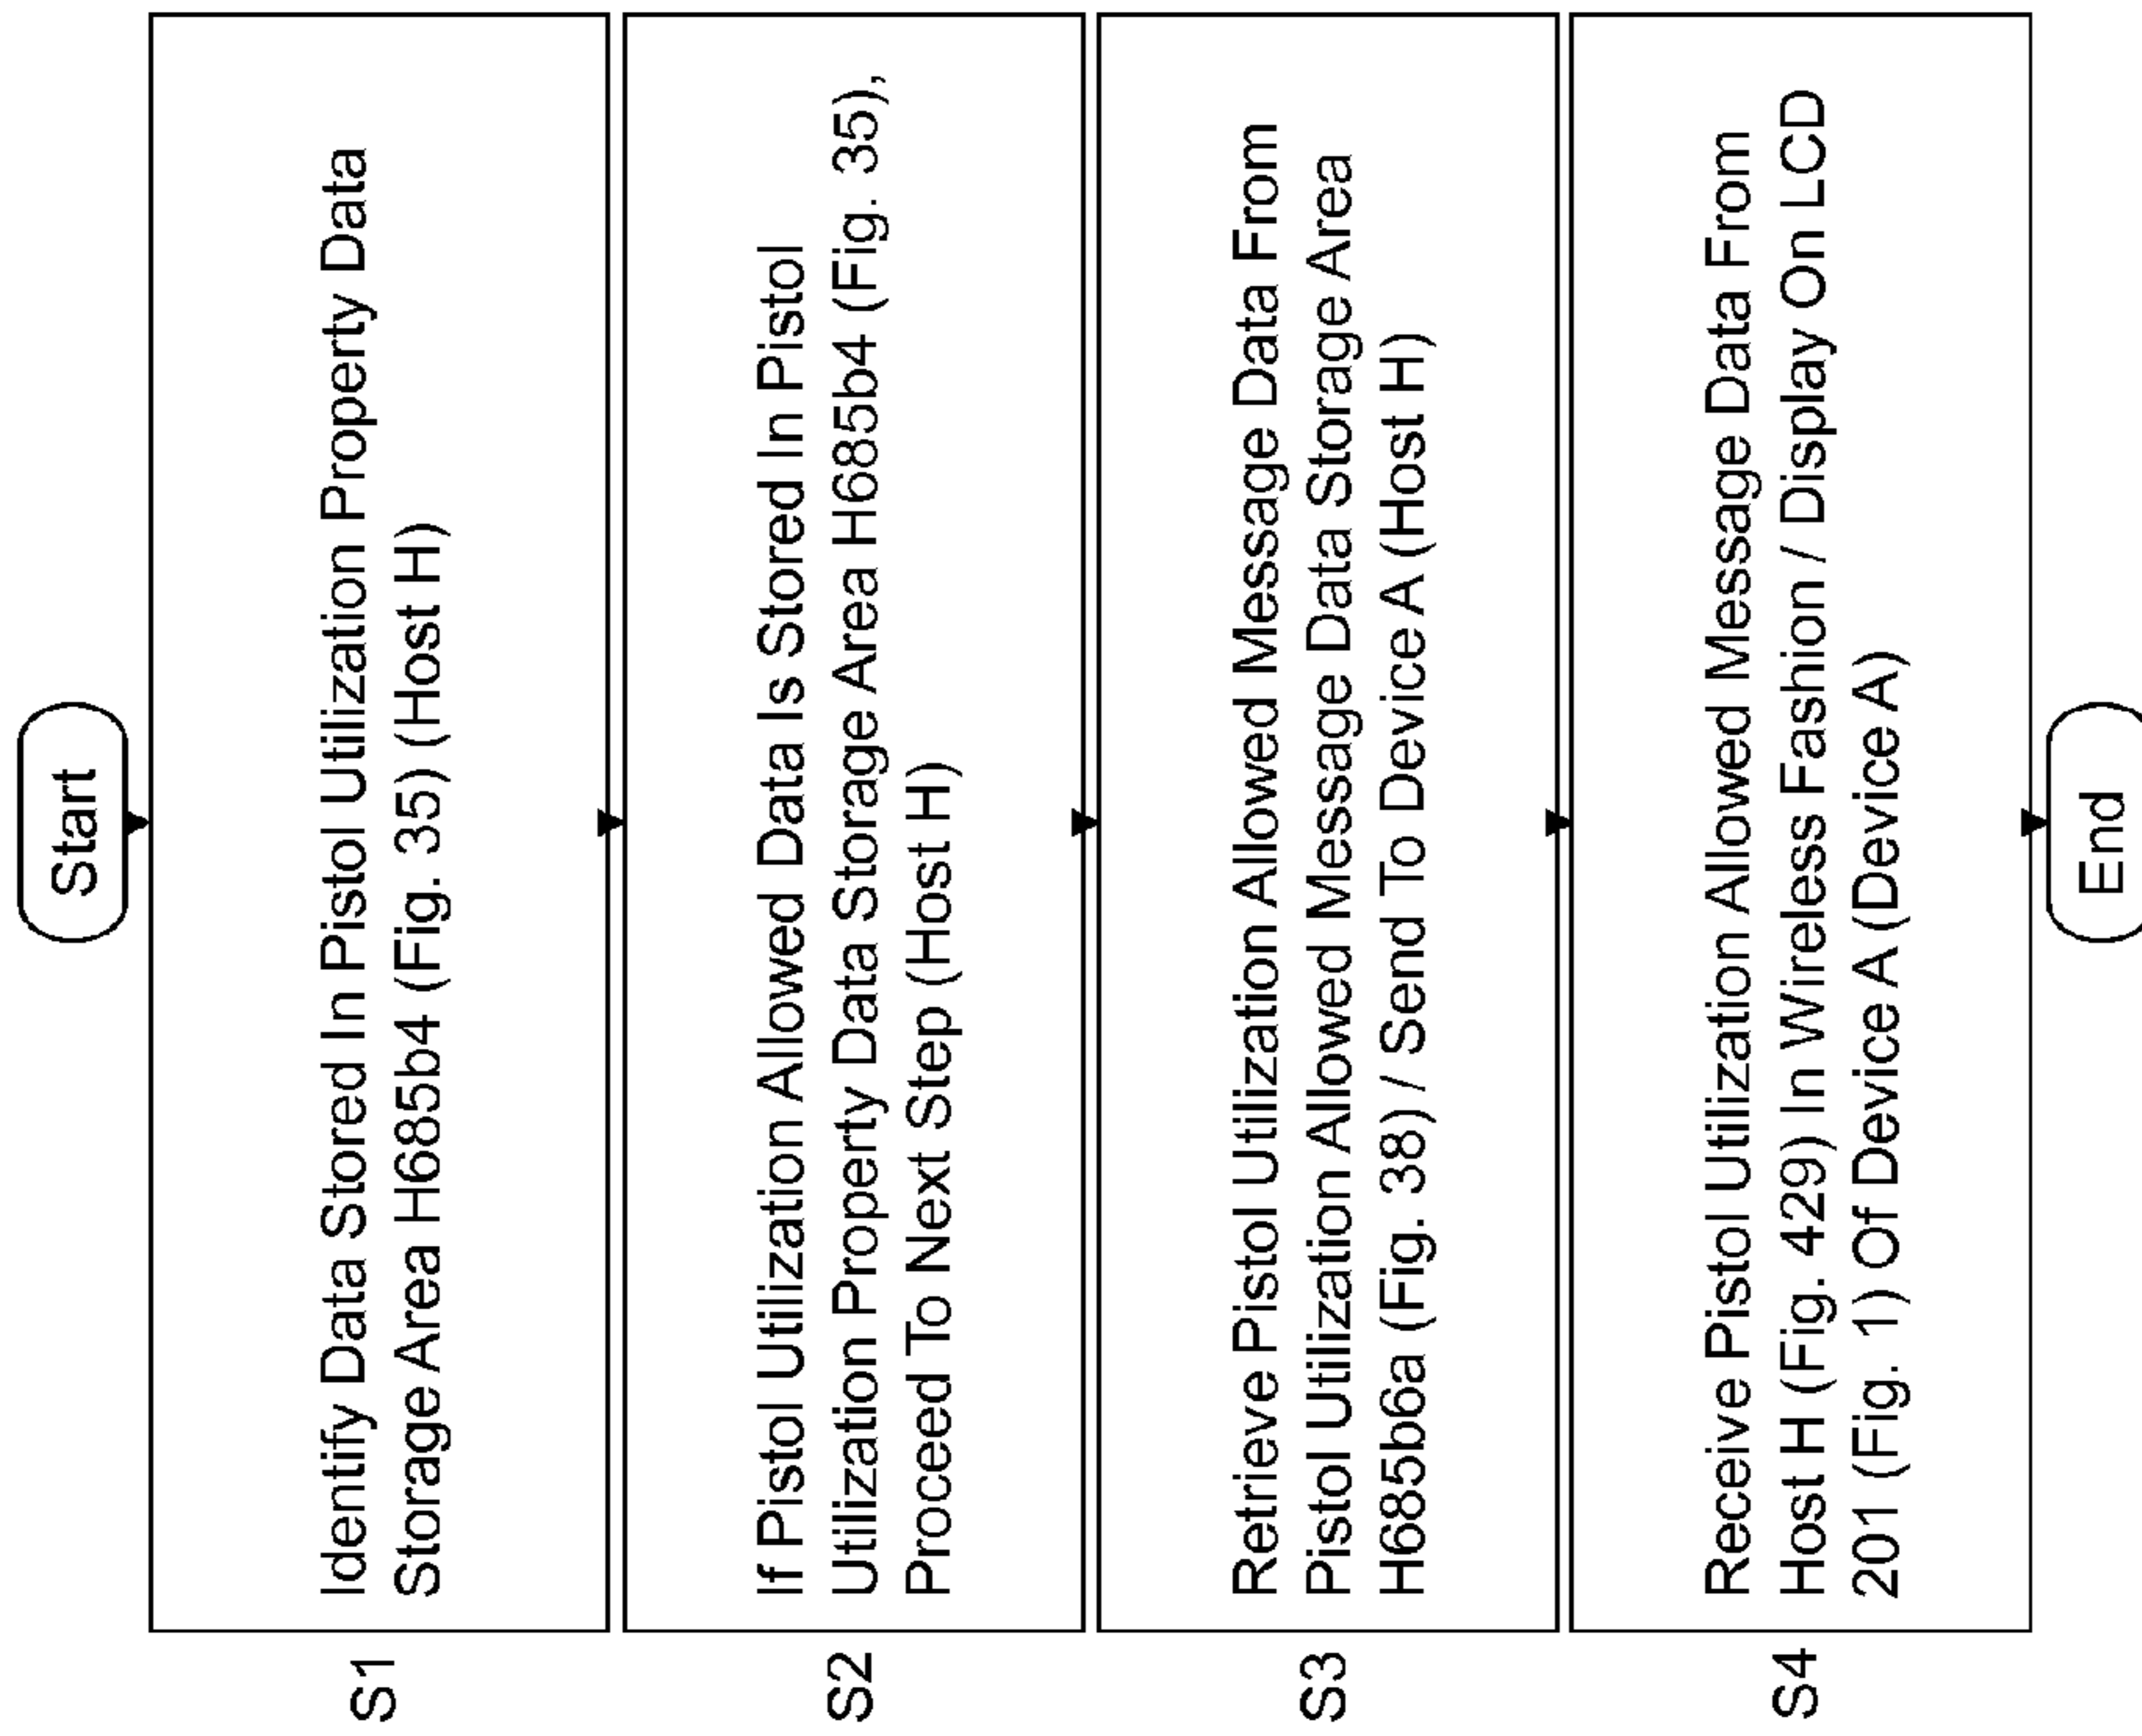 Start
S1
Identify Data Stored In Pistol Utilization Property Data
Storage Area H685b4 (Fig. 35) (Host H)
S2
If Pistol Utilization Allowed Data Is Stored In Pistol
Utilization Property Data Storage Area H685b4 (Fig. 35),
Proceed To Next Step (Host H)
S3
Retrieve Pistol Utilization Allowed Message Data From
Pistol Utilization Allowed Message Data Storage Area
H685b6a (Fig. 38) / Send To Device A (Host H)
S4
Receive Pistol Utilization Allowed Message Data From
Host H (Fig. 429) In Wireless Fashion / Display On LCD
201 (Fig. 1) Of Device A (Device A)
End